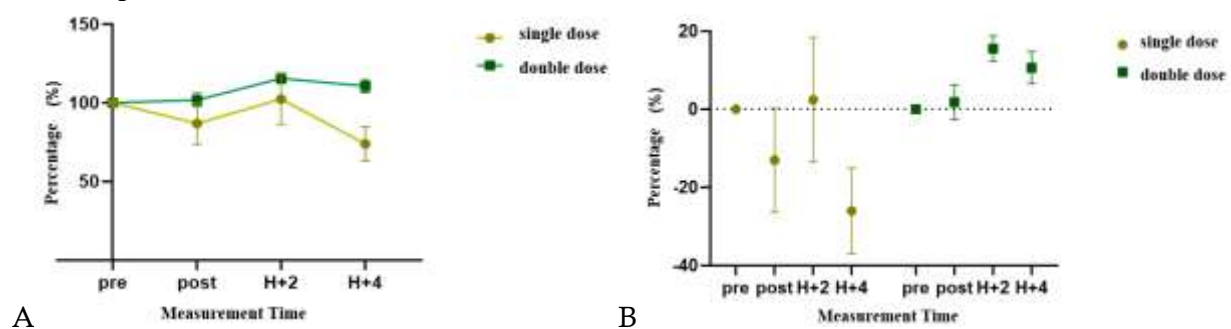 150
100
50
Percentage (%)
pre post H+2 H+4
Measurement Time
single dose
double dose
A
20
0
-20
-40
Percentage (%)
pre post H+2 H+4 pre post H+2 H+4
Measurement Time
single dose
double dose
B